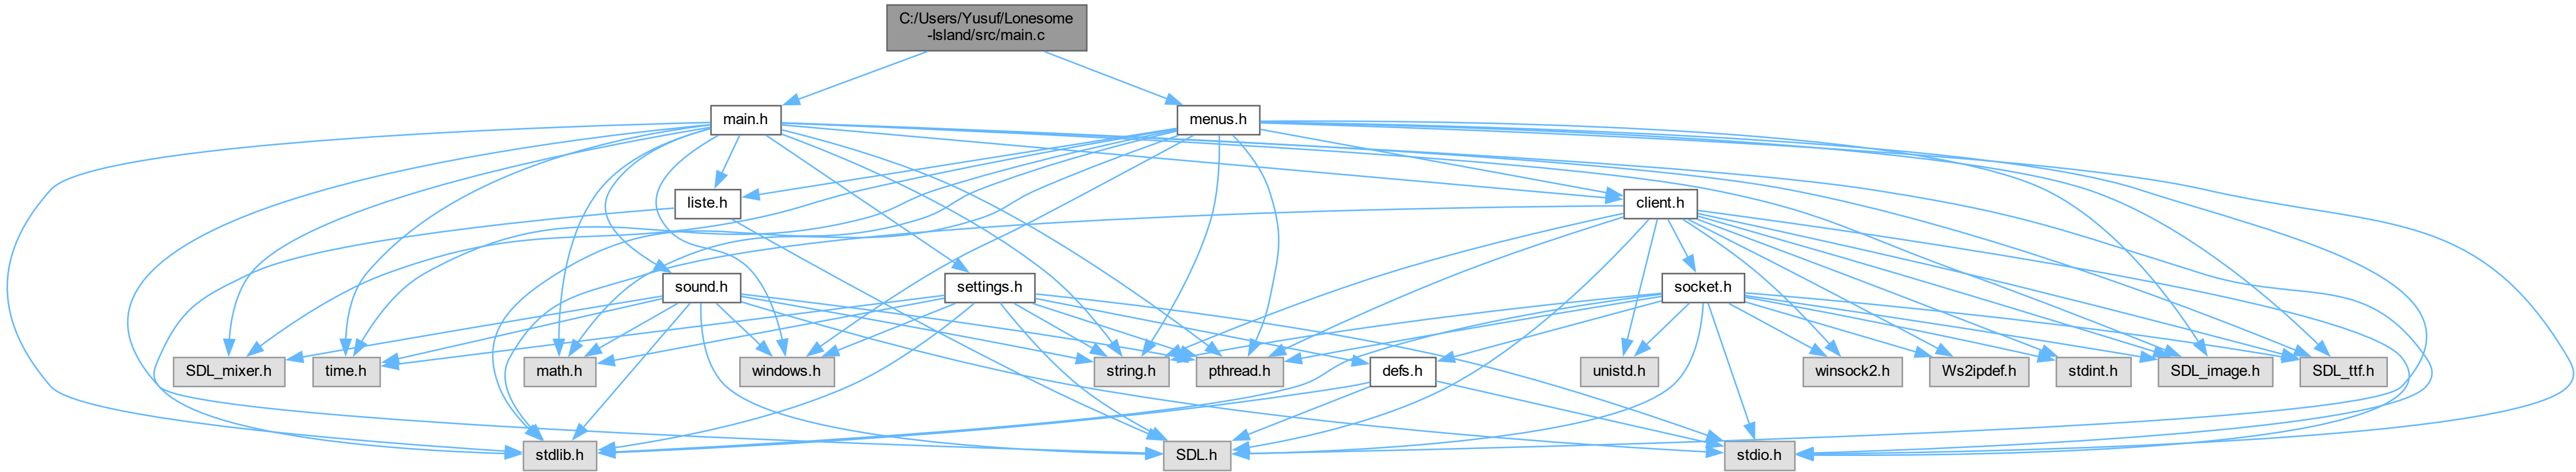 C:/Users/Yusuf/Lonesome
-Island/src/main.c
main.h
menus.h
liste.h
client.h
sound.h
settings.h
socket.h
SDL_mixer.h
time.h
math.h
windows.h
string.h
pthread.h
defs.h
unistd.h
winsock2.h
Ws2ipdef.h
stdint.h
SDL_image.h
SDL_ttf.h
stdlib.h
SDL.h
stdio.h